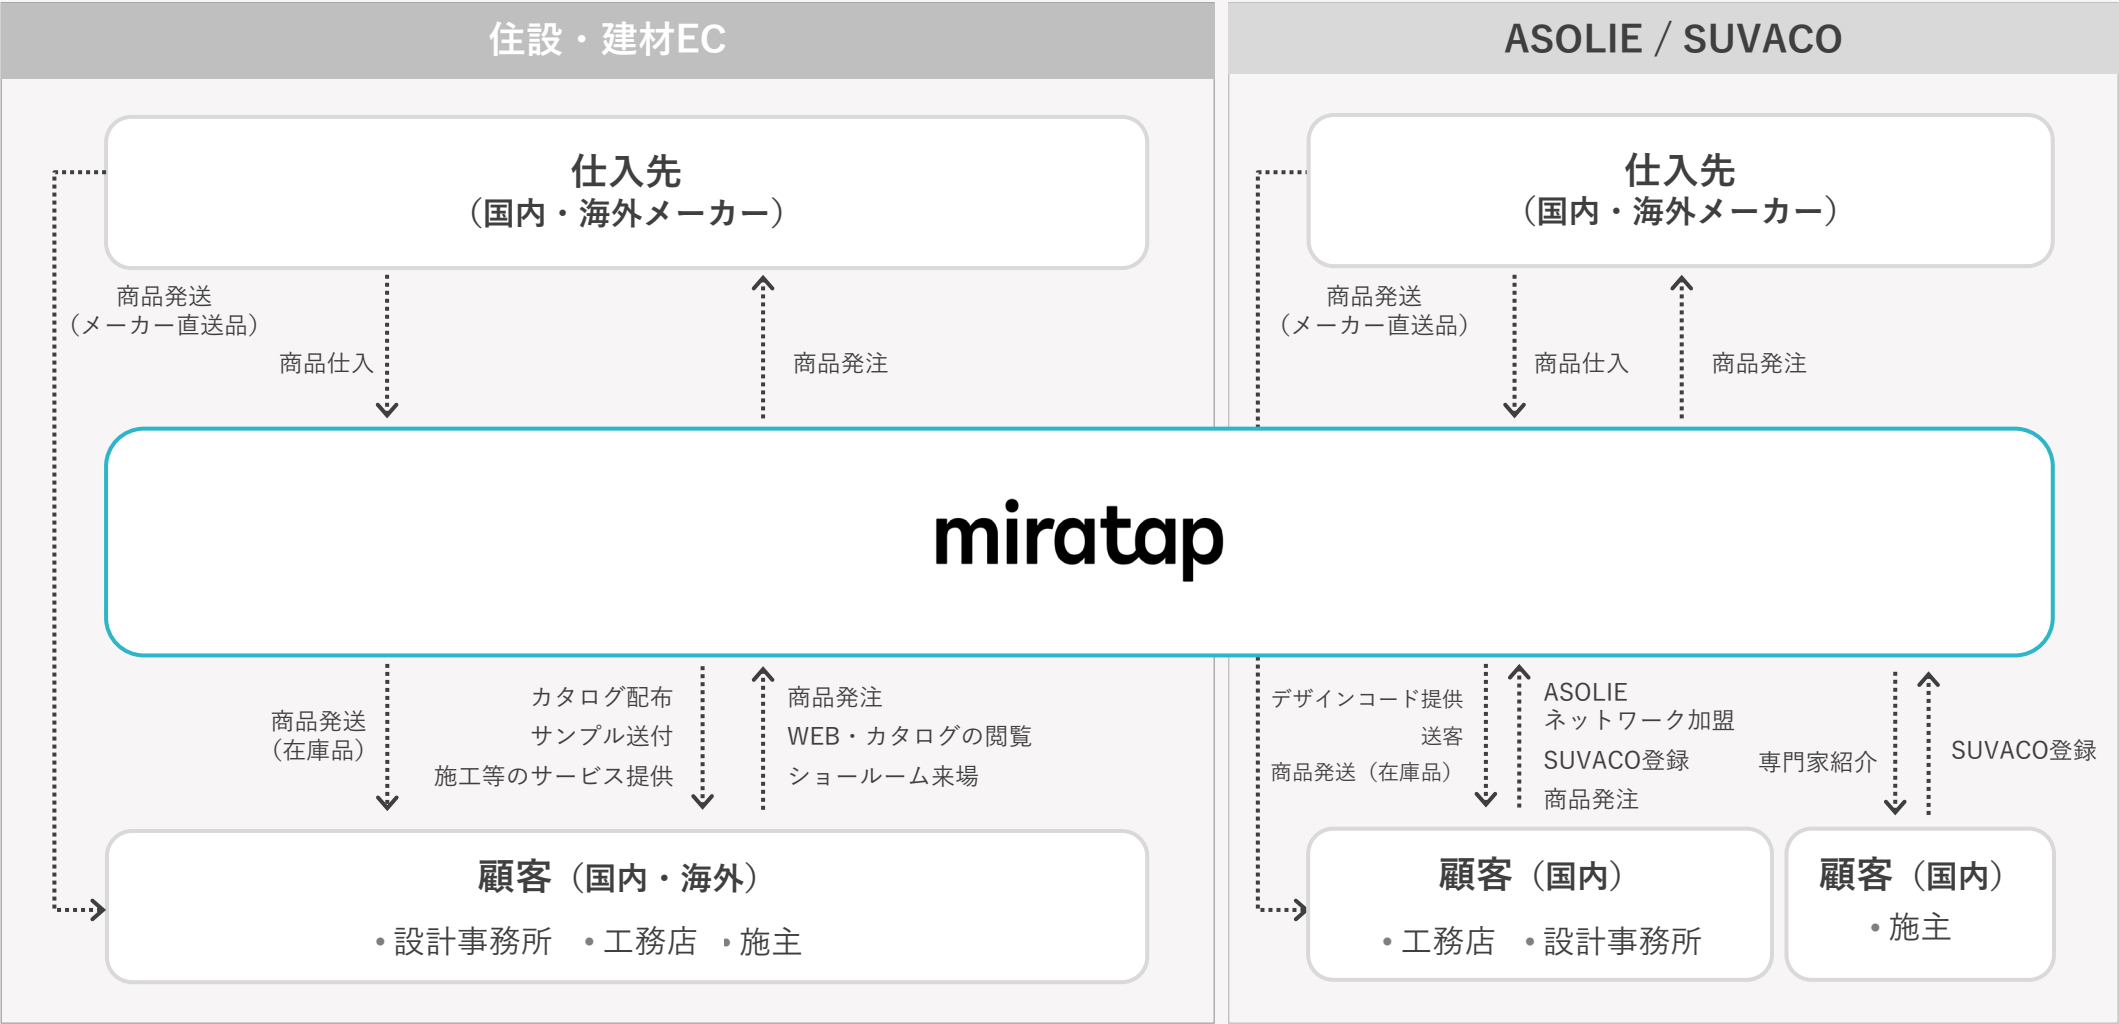 住設・建材EC
仕入先
（国内・海外メーカー）
商品発送
（メーカー直送品）
商品仕入
商品発注
miratap
商品発送
（在庫品）
カタログ配布
サンプル送付
施工等のサービス提供
商品発注
WEB・カタログの閲覧
ショールーム来場
顧客（国内・海外）
・設計事務所 ・工務店 ・施主
ASOLIE / SUVACO
仕入先
（国内・海外メーカー）
商品発送
（メーカー直送品）
商品仕入
商品発注
デザインコード提供
送客
商品発送（在庫品）
ASOLIE
ネットワーク加盟
SUVACO登録
商品発注
専門家紹介
SUVACO登録
顧客（国内）
・工務店 ・設計事務所
顧客（国内）
・施主